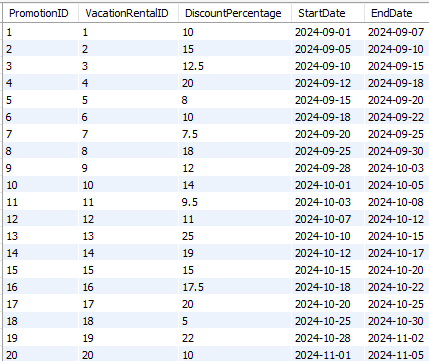 PromotionID VacationRentalID DiscountPercentage StartDate EndDate
1 1 10 2024-09-01 2024-09-07
2 2 15 2024-09-05 2024-09-10
3 3 12.5 2024-09-10 2024-09-15
4 4 20 2024-09-12 2024-09-18
5 5 8 2024-09-15 2024-09-20
6 6 10 2024-09-18 2024-09-22
7 7 7.5 2024-09-20 2024-09-25
8 8 18 2024-09-25 2024-09-30
9 9 12 2024-09-28 2024-10-03
10 10 14 2024-10-01 2024-10-05
11 11 9.5 2024-10-03 2024-10-08
12 12 11 2024-10-07 2024-10-12
13 13 25 2024-10-10 2024-10-15
14 14 19 2024-10-12 2024-10-17
15 15 15 2024-10-15 2024-10-20
16 16 17.5 2024-10-18 2024-10-22
17 17 20 2024-10-20 2024-10-25
18 18 5 2024-10-25 2024-10-30
19 19 22 2024-10-28 2024-11-02
20 20 10 2024-11-01 2024-11-05